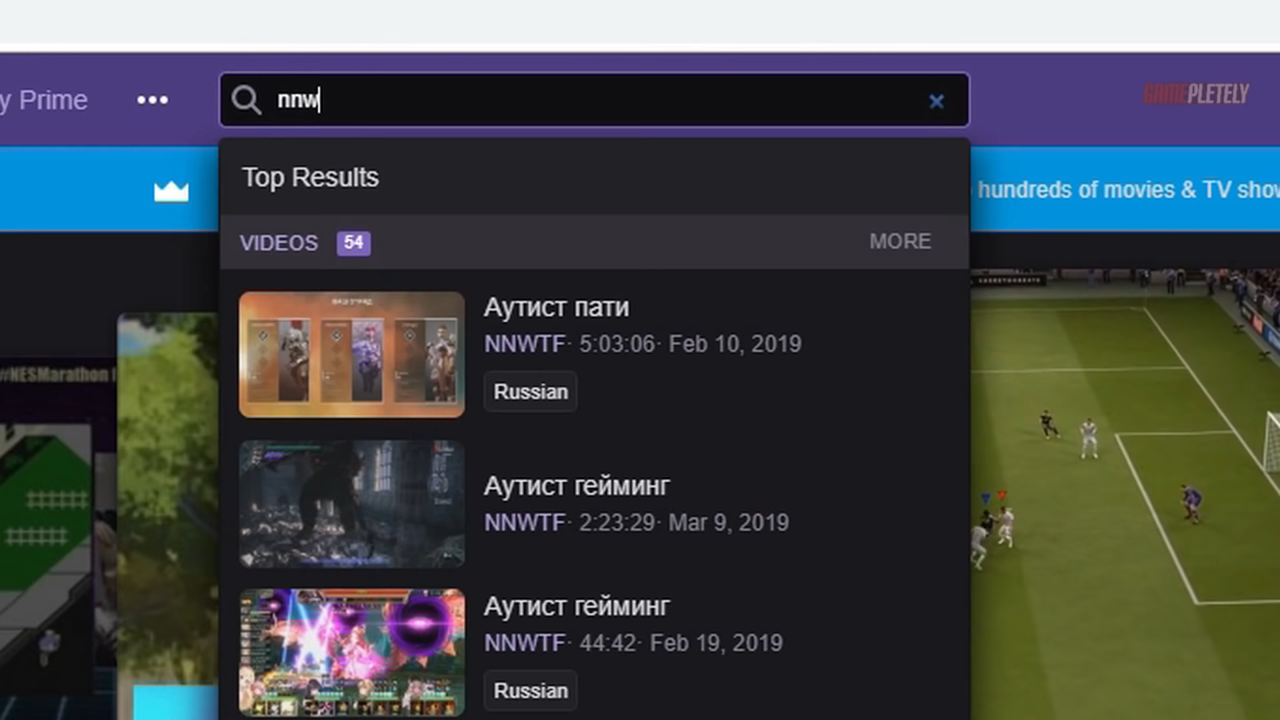 y Prime
nnw
GAMEPLETELY
Top Results
hundreds of movies & TV show
VIDEOS 54 MORE
Аутист пати
NNWTF· 5:03:06· Feb 10, 2019
Russian
#NESMarathon
Аутист гейминг
NNWTF· 2:23:29· Mar 9, 2019
Аутист гейминг
NNWTF· 44:42· Feb 19, 2019
Russian